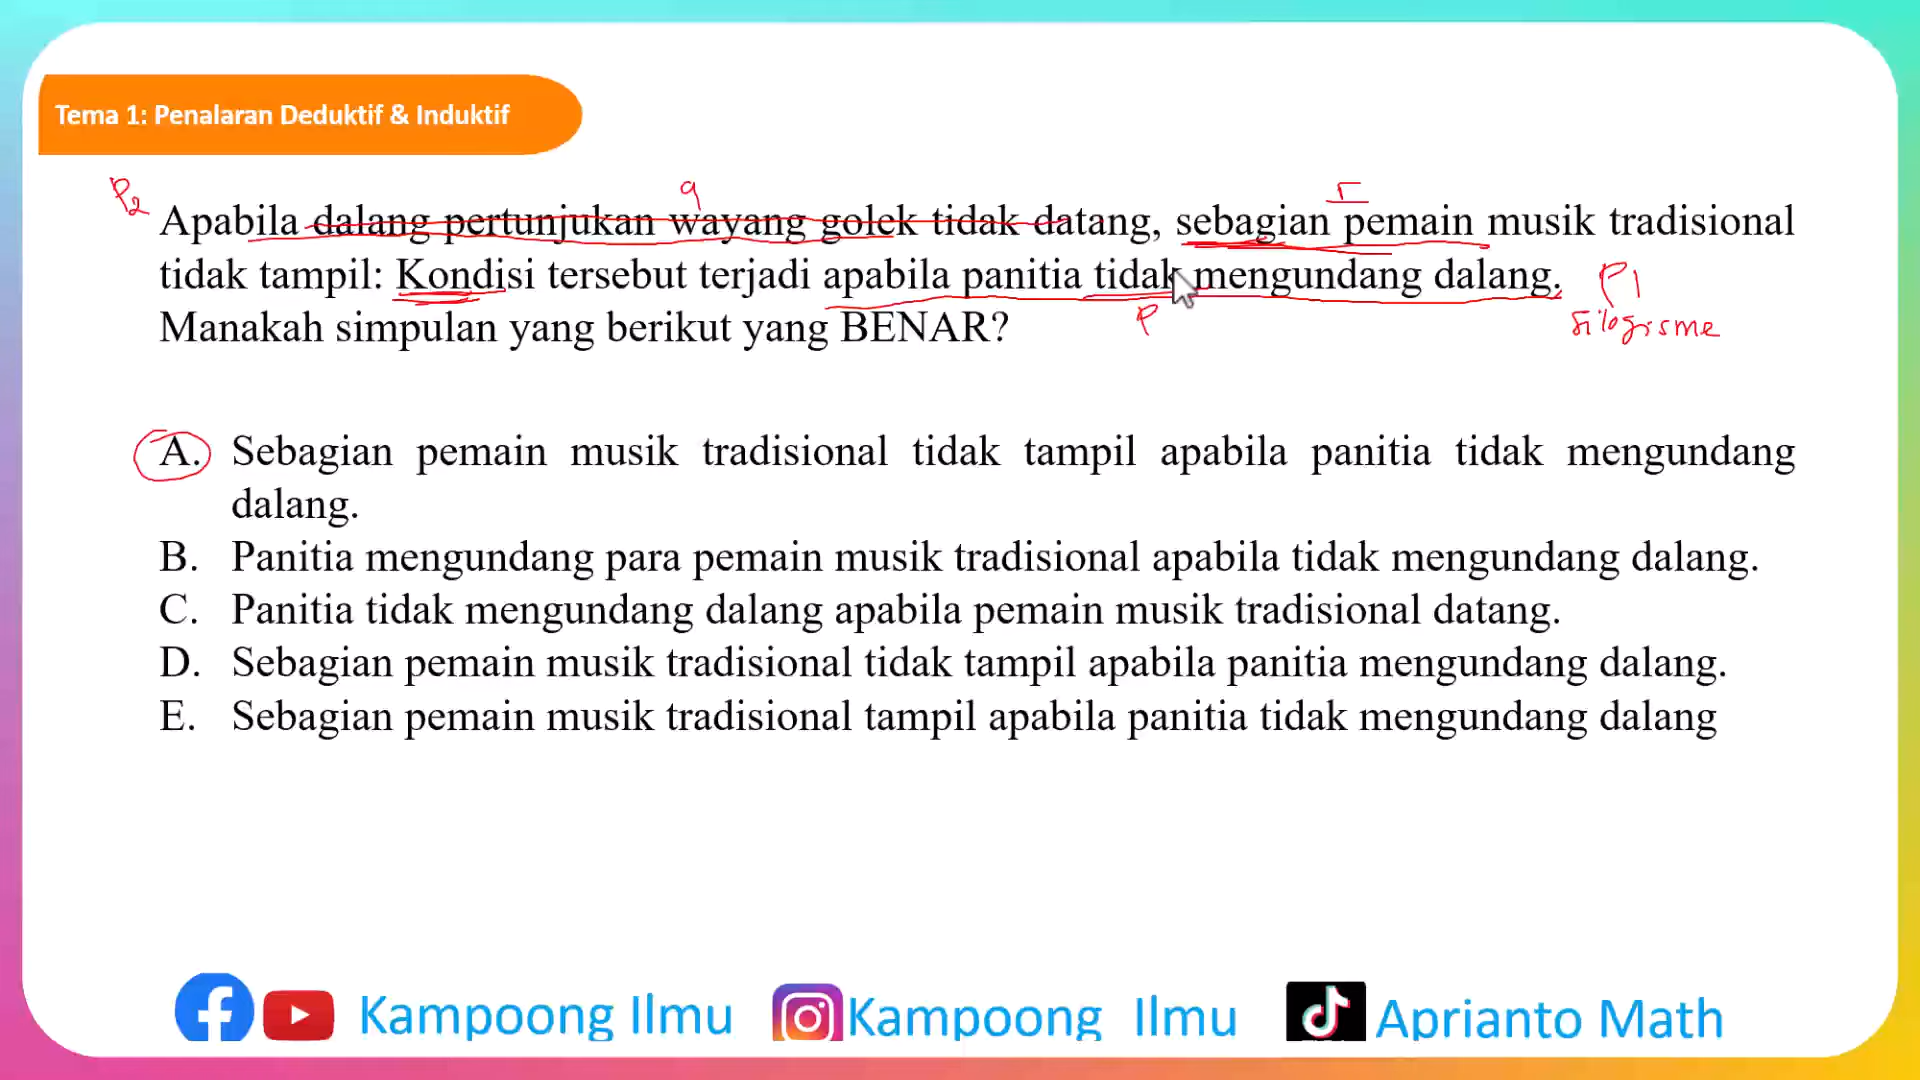 Tema 1: Penalaran Deduktif & Induktif
P2 q r
Apabila dalang pertunjukan wayang golek tidak datang, sebagian pemain musik tradisional
tidak tampil: Kondisi tersebut terjadi apabila panitia tidak mengundang dalang. P1
Manakah simpulan yang berikut yang BENAR? P silogisme
A. Sebagian pemain musik tradisional tidak tampil apabila panitia tidak mengundang
dalang.
B. Panitia mengundang para pemain musik tradisional apabila tidak mengundang dalang.
C. Panitia tidak mengundang dalang apabila pemain musik tradisional datang.
D. Sebagian pemain musik tradisional tidak tampil apabila panitia mengundang dalang.
E. Sebagian pemain musik tradisional tampil apabila panitia tidak mengundang dalang
Kampoong Ilmu Kampoong Ilmu Aprianto Math